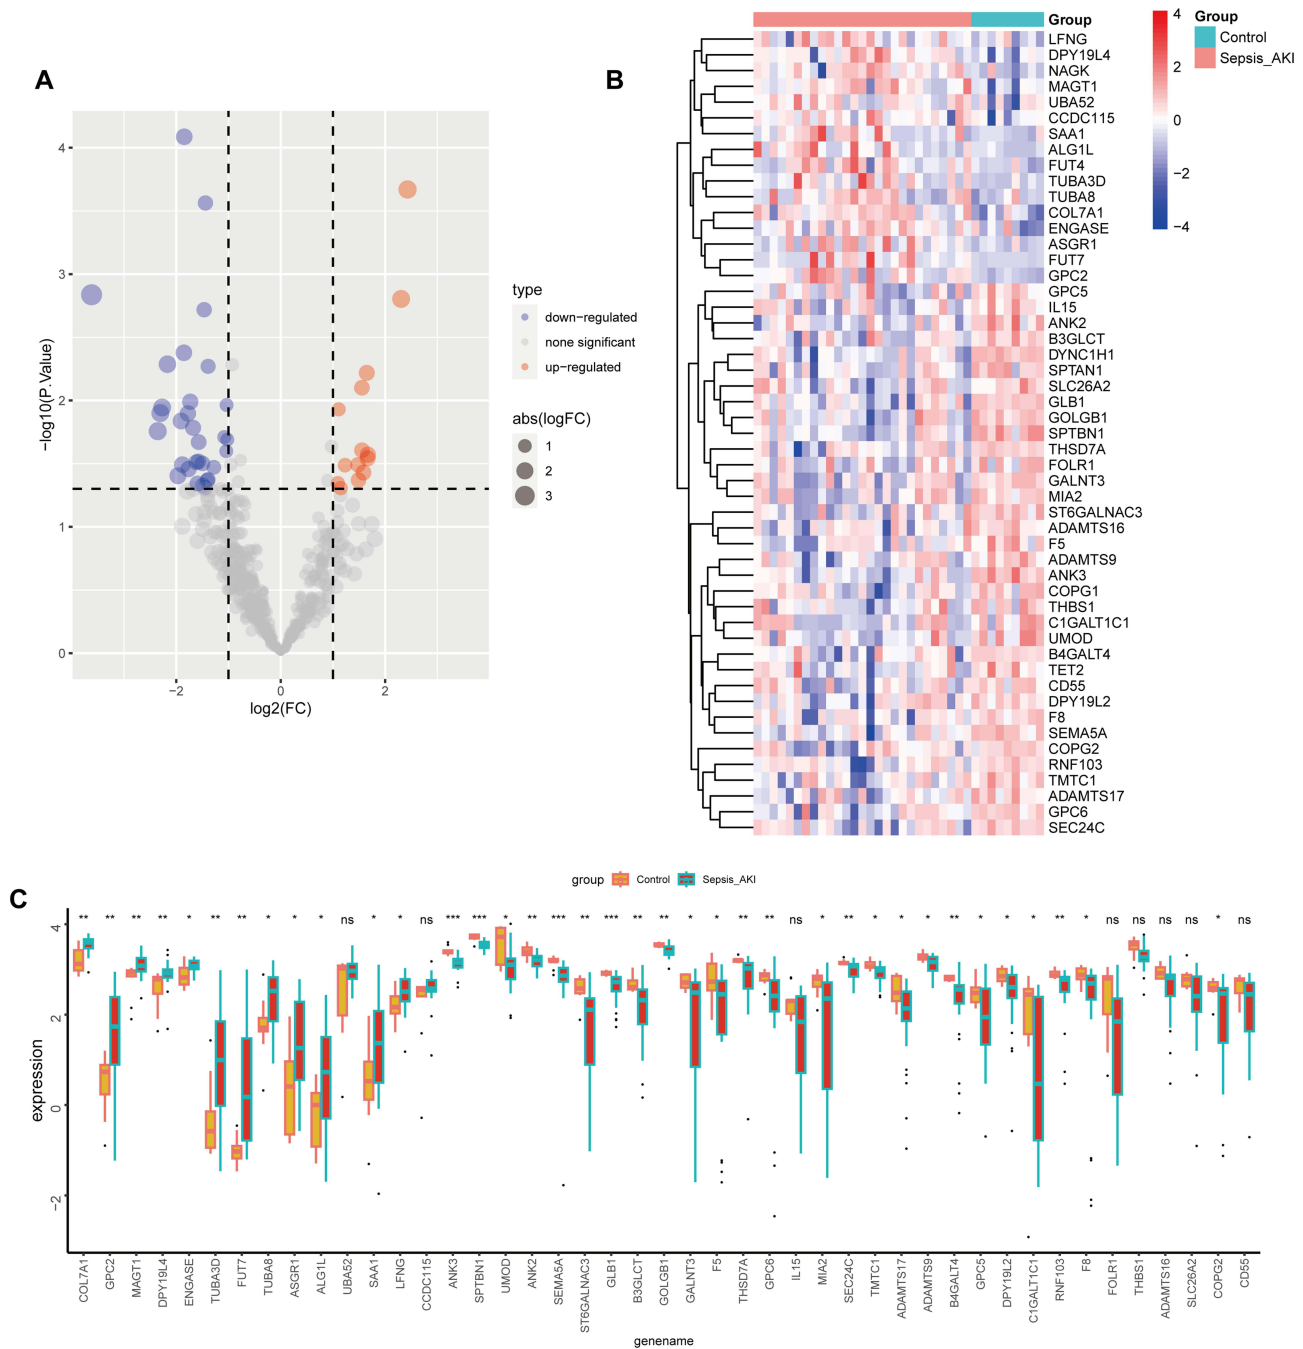 A
4
3
2
1
0
−log10(P.Value)
−2
0
2
log2(FC)
type
down−regulated
none significant
up−regulated
abs(logFC)
1
2
3
B
Group
LFNG
DPY19L4
NAGK
MAGT1
UBA52
CCDC115
SAA1
ALG1L
FUT4
TUBA3D
TUBA8
COL7A1
ENGASE
ASGR1
FUT7
GPC2
GPC5
IL15
ANK2
B3GLCT
DYNC1H1
SPTAN1
SLC26A2
GLB1
GOLGB1
SPTBN1
THSD7A
FOLR1
GALNT3
MIA2
ST6GALNAC3
ADAMTS16
F5
ADAMTS9
ANK3
COPG1
THBS1
C1GALT1C1
UMOD
B4GALT4
TET2
CD55
DPY19L2
F8
SEMA5A
COPG2
RNF103
TMTC1
ADAMTS17
GPC6
SEC24C
4
2
0
−2
−4
Group
Control
Sepsis_AKI
C
group Control Sepsis_AKI
** ** ** ** * ** ** * * * ns * * ns *** *** * ** *** ** *** ** ** * * ** ** ns * ** * * * ** * * * ** * ns ns ns ns * ns
4
2
0
−2
expression
COL7A1
GPC2
MAGT1
DPY19L4
ENGASE
TUBA3D
FUT7
TUBA8
ASGR1
ALG1L
UBA52
SAA1
LFNG
CCDC115
ANK3
SPTBN1
UMOD
ANK2
SEMA5A
ST6GALNAC3
GLB1
B3GLCT
GOLGB1
GALNT3
F5
THSD7A
GPC6
IL15
MIA2
SEC24C
TMTC1
ADAMTS17
ADAMTS9
B4GALT4
GPC5
DPY19L2
C1GALT1C1
RNF103
F8
FOLR1
THBS1
ADAMTS16
SLC26A2
COPG2
CD55
genename